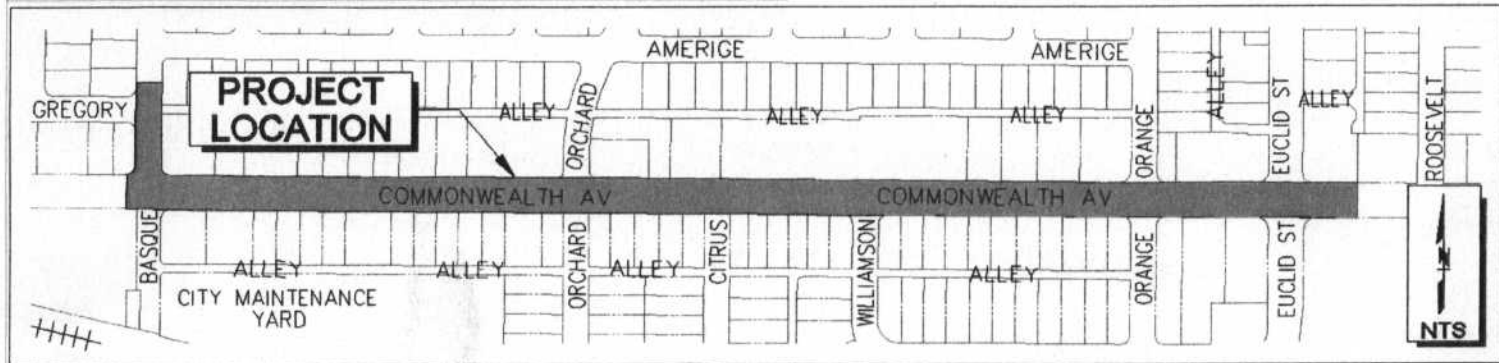 AMERIGE
AMERIGE
GREGORY
PROJECT
LOCATION
ALLEY
ORCHARD
ALLEY
ALLEY
ORANGE
ALLEY
EUCLID ST
ALLEY
ROOSEVELT
COMMONWEALTH AV
COMMONWEALTH AV
BASQUE
ALLEY
ALLEY
ORCHARD
ALLEY
CITRUS
WILLIAMSON
ALLEY
ORANGE
EUCLID ST
CITY MAINTENANCE
YARD
N
NTS